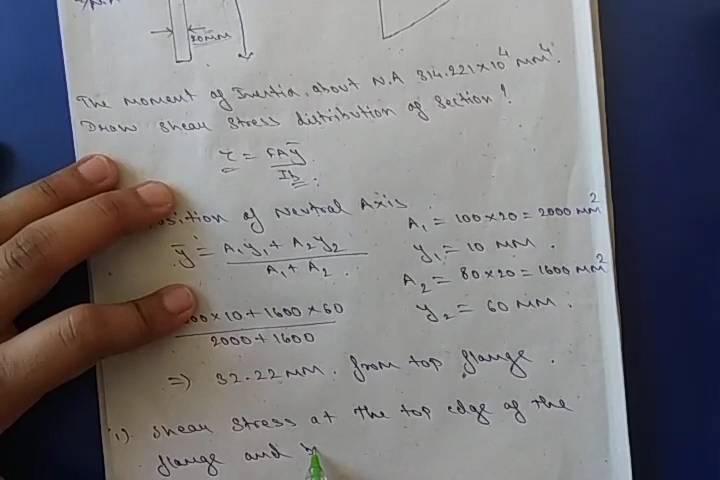 20mm
The moment of Inertia about N.A 314.221×10⁴ mm⁴.
Draw shear stress distribution of section!
τ = FAȳ / Ib.
sition of Neutral Axis
ȳ = A₁y₁ + A₂y₂ / A₁ + A₂.
00×10+1600×60 / 2000+1600
⇒ 32.22 mm. from top flange.
A₁ = 100×20 = 2000 mm²
y₁ = 10 mm.
A₂ = 80×20 = 1600 mm²
y₂ = 60 mm.
i) Shear stress at the top edge of the
flange and